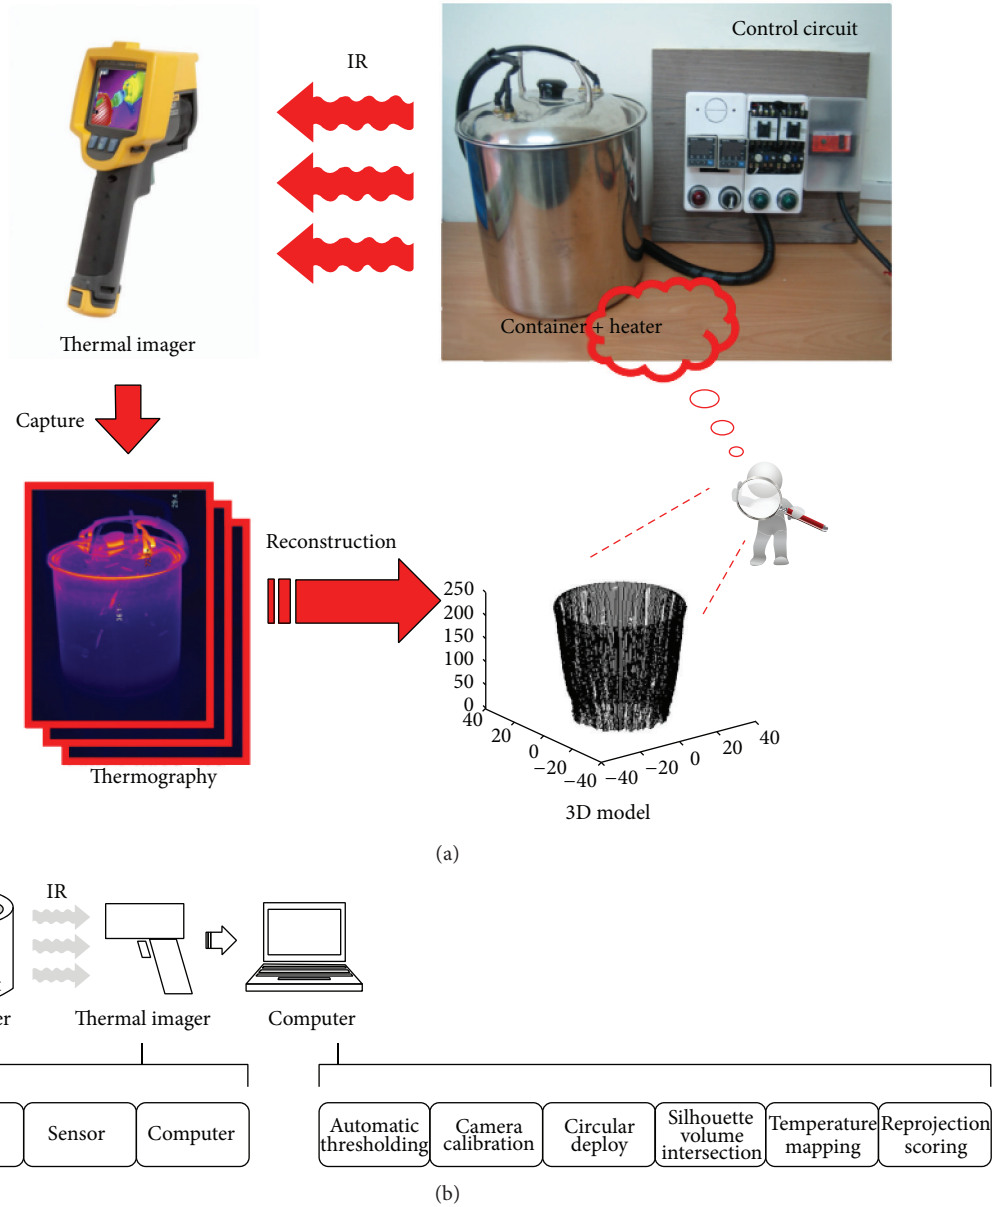 Control circuit
IR
Container + heater
Thermal imager
Capture
29.4
Reconstruction
250
200
150
100
50
0
40
20
0
−20
−40
−40
−20
0
20
40
Thermography
3D model
(a)
IR
er
Thermal imager
Computer
Sensor
Computer
Automatic
thresholding
Camera
calibration
Circular
deploy
Silhouette
volume
intersection
Temperature
mapping
Reprojection
scoring
(b)